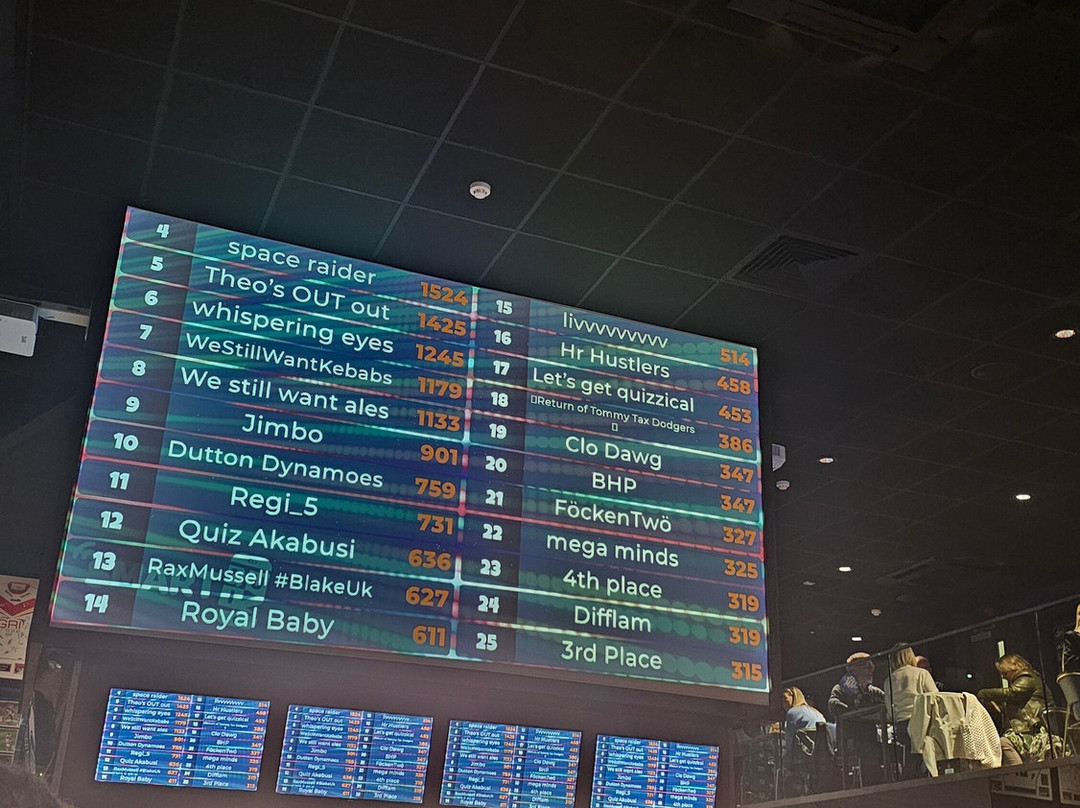 4 space raider 1524
5 Theo's OUT out 1425
6 whispering eyes 1245
7 WeStillWantKebabs 1179
8 We still want ales 1133
9 Jimbo 901
10 Dutton Dynamoes 759
11 Regi_5 731
12 Quiz Akabusi 636
13 RaxMussell #BlakeUk 627
14 Royal Baby 611
15 livvvvvvvvv 514
16 Hr Hustlers 458
17 Let's get quizzical 453
18 Return of Tommy Tax Dodgers 386
19 Clo Dawg 347
20 BHP 347
21 FöckenTwö 327
22 mega minds 325
23 4th place 319
24 Difflam 319
25 3rd Place 315